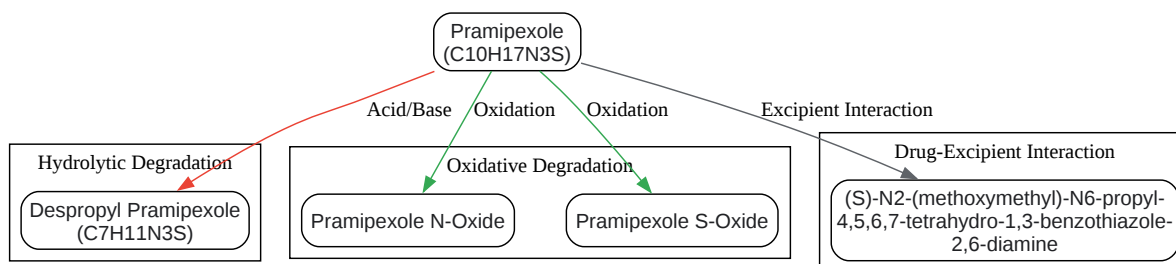 Pramipexole
(C10H17N3S)
Acid/Base
Oxidation
Oxidation
Excipient Interaction
Hydrolytic Degradation
Despropyl Pramipexole
(C7H11N3S)
Oxidative Degradation
Pramipexole N-Oxide
Pramipexole S-Oxide
Drug-Excipient Interaction
(S)-N2-(methoxymethyl)-N6-propyl-
4,5,6,7-tetrahydro-1,3-benzothiazole-
2,6-diamine